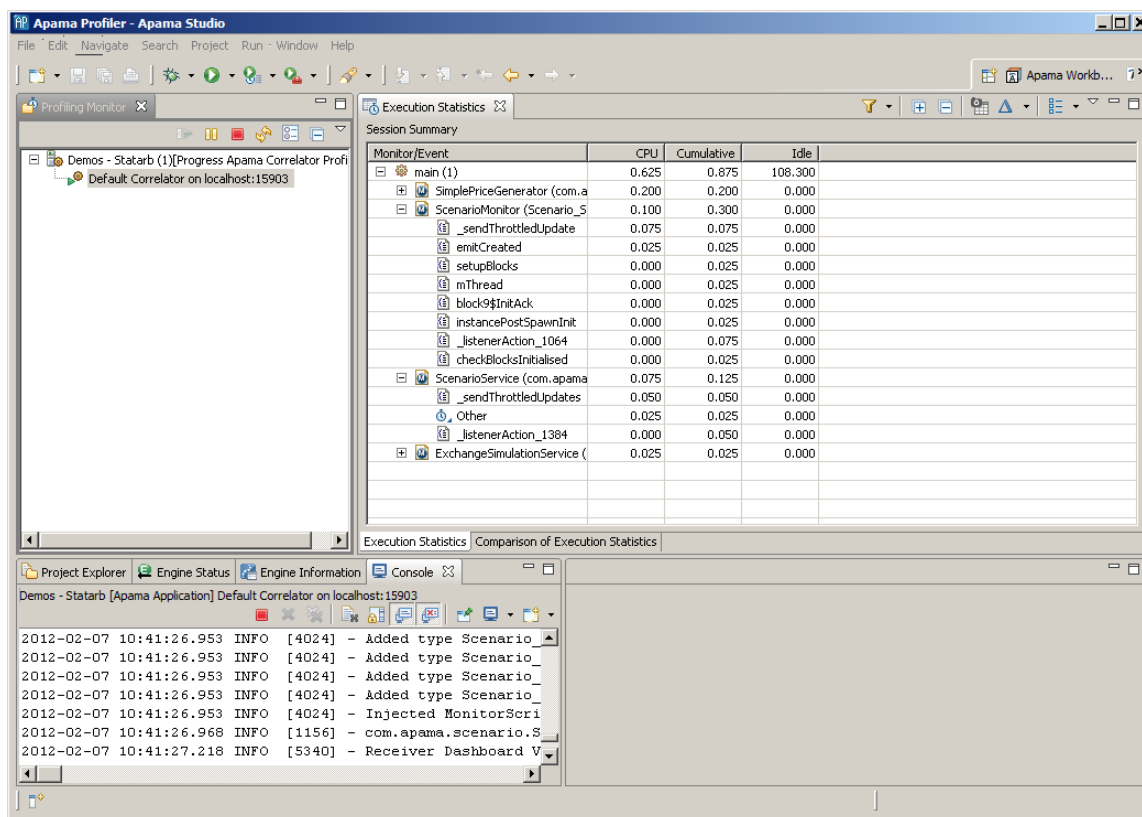 Apama Profiler - Apama Studio
File Edit Navigate Search Project Run Window Help
Apama Workb...
Profiling Monitor
Demos - Statarb (1)[Progress Apama Correlator Profi
Default Correlator on localhost:15903
Execution Statistics
Session Summary
Monitor/Event CPU Cumulative Idle
main (1) 0.625 0.875 108.300
SimplePriceGenerator (com.a 0.200 0.200 0.000
ScenarioMonitor (Scenario_S 0.100 0.300 0.000
_sendThrottledUpdate 0.075 0.075 0.000
emitCreated 0.025 0.025 0.000
setupBlocks 0.000 0.025 0.000
mThread 0.000 0.025 0.000
block9$InitAck 0.000 0.025 0.000
instancePostSpawnInit 0.000 0.025 0.000
_listenerAction_1064 0.000 0.075 0.000
checkBlocksInitialised 0.000 0.025 0.000
ScenarioService (com.apama 0.075 0.125 0.000
_sendThrottledUpdates 0.050 0.050 0.000
Other 0.025 0.025 0.000
_listenerAction_1384 0.000 0.050 0.000
ExchangeSimulationService ( 0.025 0.025 0.000
Execution Statistics Comparison of Execution Statistics
Project Explorer Engine Status Engine Information Console
Demos - Statarb [Apama Application] Default Correlator on localhost:15903
2012-02-07 10:41:26.953 INFO [4024] - Added type Scenario_
2012-02-07 10:41:26.953 INFO [4024] - Added type Scenario_
2012-02-07 10:41:26.953 INFO [4024] - Added type Scenario_
2012-02-07 10:41:26.953 INFO [4024] - Added type Scenario_
2012-02-07 10:41:26.953 INFO [4024] - Injected MonitorScri
2012-02-07 10:41:26.968 INFO [1156] - com.apama.scenario.S
2012-02-07 10:41:27.218 INFO [5340] - Receiver Dashboard V